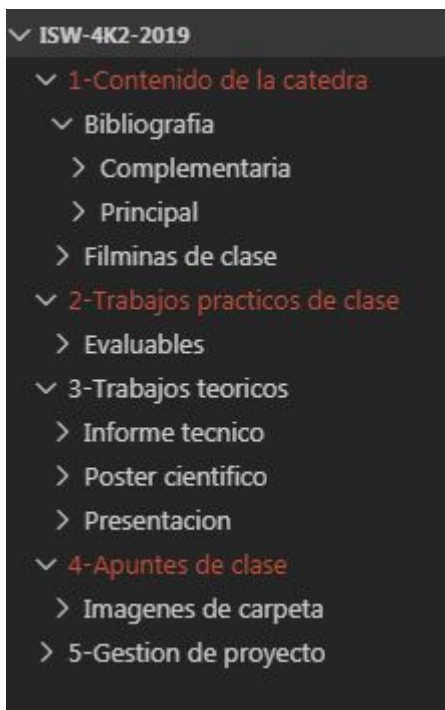 ISW-4K2-2019
1-Contenido de la catedra
Bibliografia
Complementaria
Principal
Filminas de clase
2-Trabajos practicos de clase
Evaluables
3-Trabajos teoricos
Informe tecnico
Poster cientifico
Presentacion
4-Apuntes de clase
Imagenes de carpeta
5-Gestion de proyecto